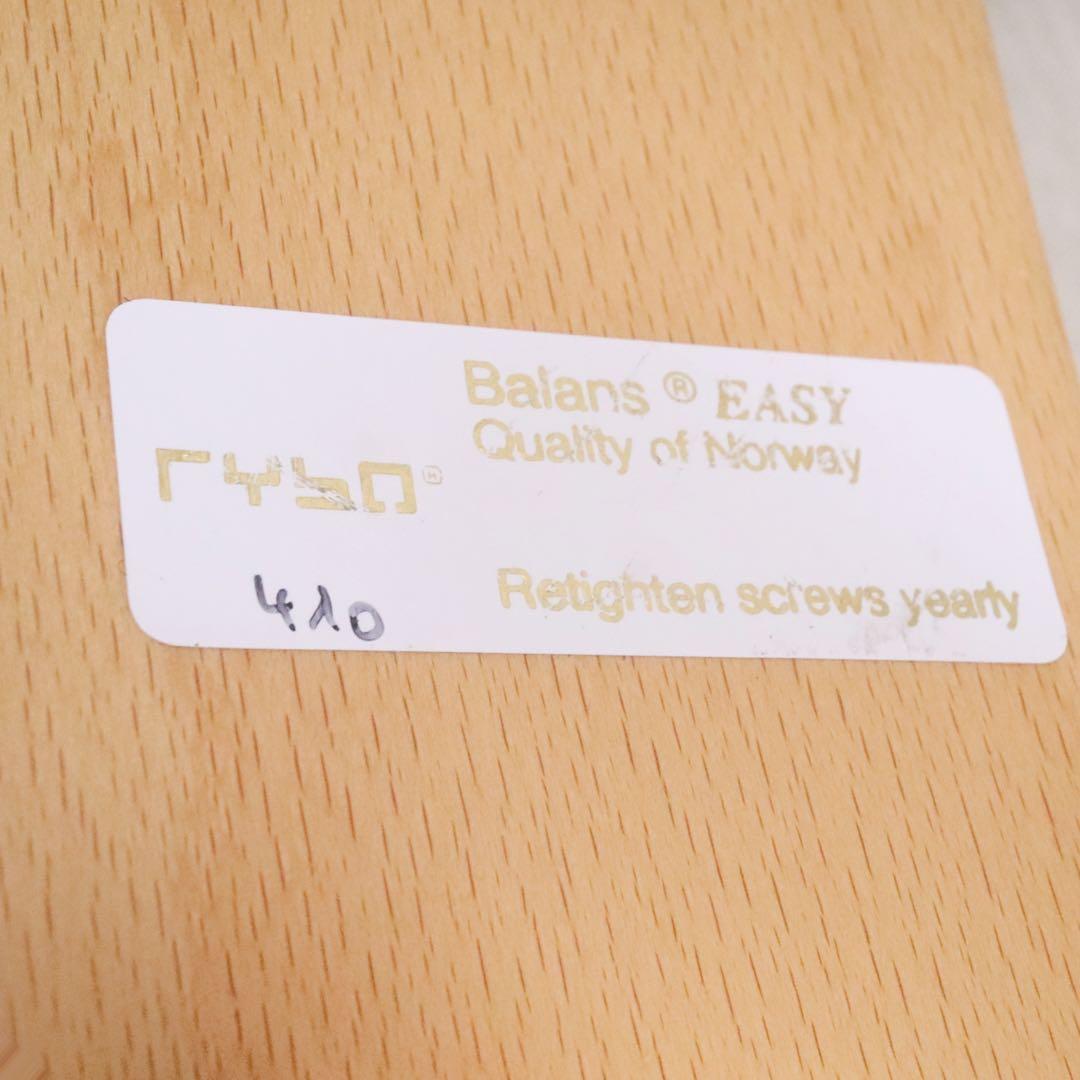 Balans® EASY
Quality of Norway
rybo®
Retighten screws yearly
410